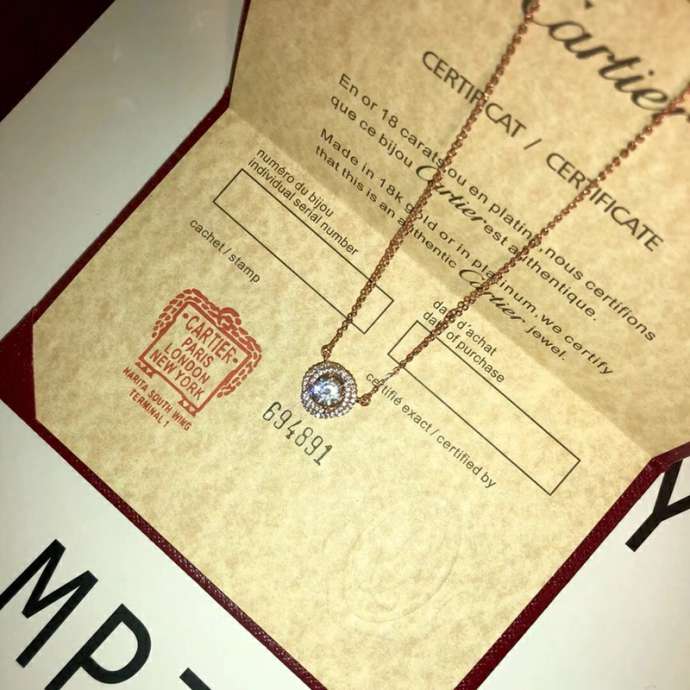 Cartier
CERTIFICAT / CERTIFICATE
En or 18 carats ou en platine, nous certifions
que ce bijou Cartier est authentique.
Made in 18k gold or in platinum, we certify
that this is an authentic Cartier jewel.
numéro du bijou
individual serial number
cachet / stamp
date d'achat
date of purchase
certifié exact / certified by
CARTIER
PARIS
LONDON
NEW YORK
NARITA SOUTH WING
TERMINAL 1
694891
Y
MP